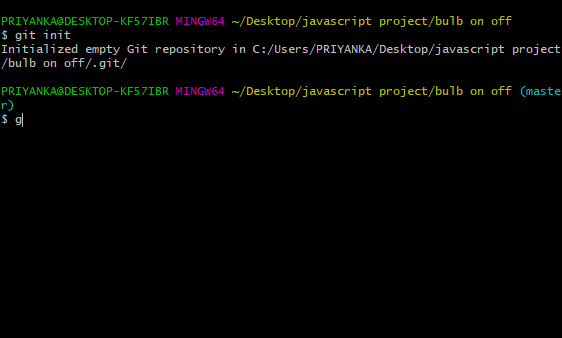 PRIYANKA@DESKTOP-KF57IBR MINGW64 ~/Desktop/javascript project/bulb on off
$ git init
Initialized empty Git repository in C:/Users/PRIYANKA/Desktop/javascript project
/bulb on off/.git/
PRIYANKA@DESKTOP-KF57IBR MINGW64 ~/Desktop/javascript project/bulb on off (maste
r)
$ g